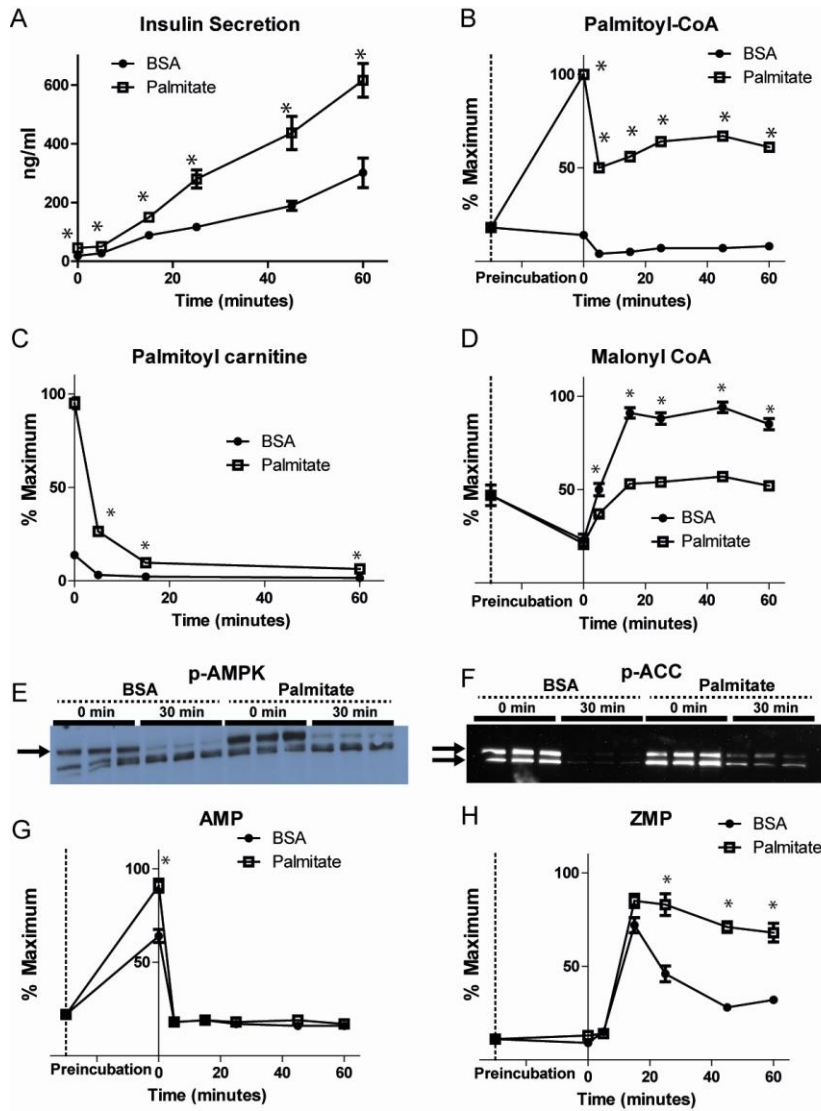 A
Insulin Secretion
BSA
Palmitate
ng/ml
600
400
200
0
0 20 40 60
Time (minutes)
* * * * * *
B
Palmitoyl-CoA
BSA
Palmitate
% Maximum
100
50
Preincubation 0 20 40 60
Time (minutes)
* * * * * * *
C
Palmitoyl carnitine
BSA
Palmitate
% Maximum
100
50
0
0 20 40 60
Time (minutes)
* * *
D
Malonyl CoA
BSA
Palmitate
% Maximum
100
50
Preincubation 0 20 40 60
Time (minutes)
* * * * *
E
p-AMPK
BSA Palmitate
0 min 30 min 0 min 30 min
F
p-ACC
BSA Palmitate
0 min 30 min 0 min 30 min
G
AMP
BSA
Palmitate
% Maximum
100
50
Preincubation 0 20 40 60
Time (minutes)
*
H
ZMP
BSA
Palmitate
% Maximum
100
50
Preincubation 0 20 40 60
Time (minutes)
* * *